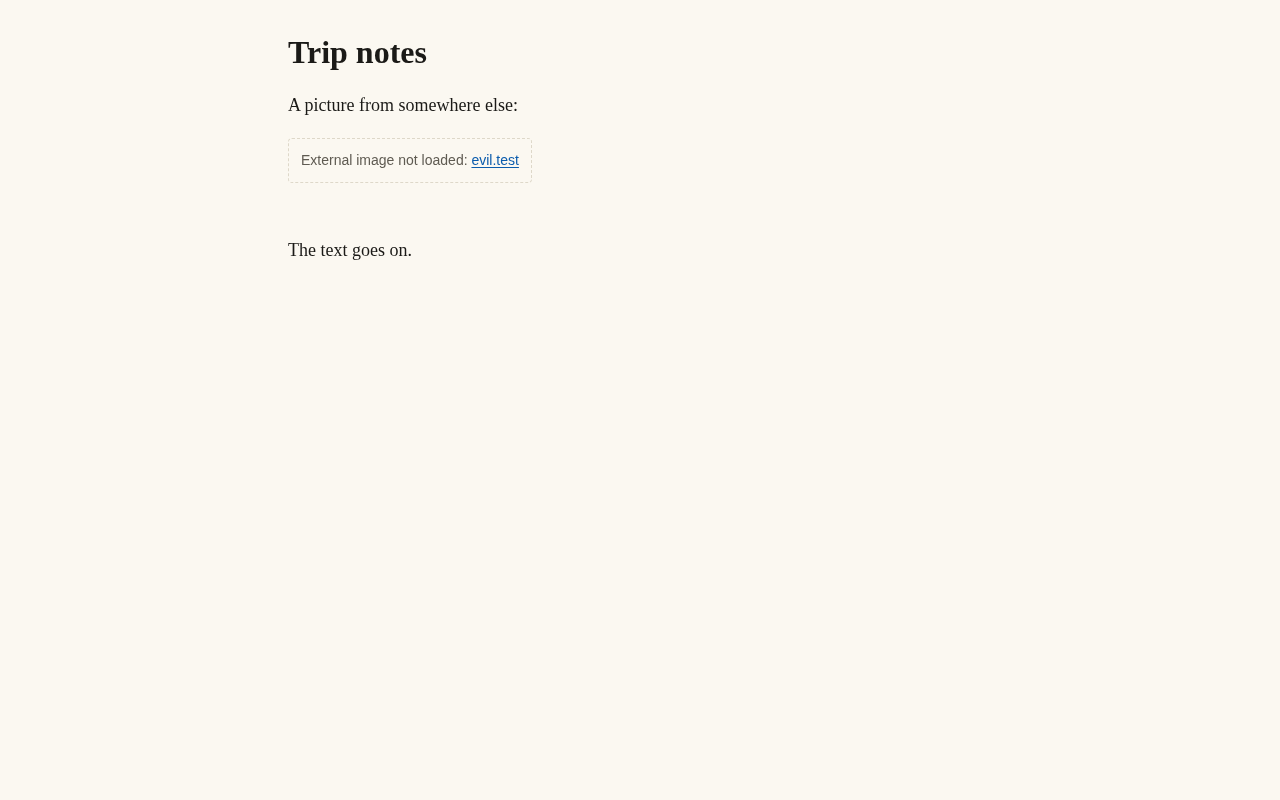 Trip notes
A picture from somewhere else:
External image not loaded: evil.test
The text goes on.